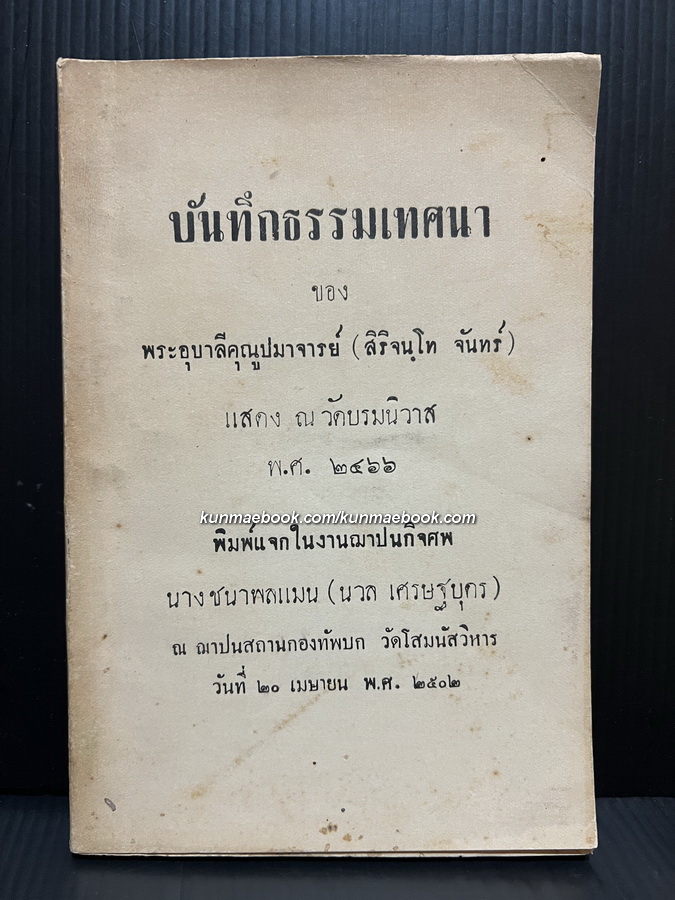 บันทึกธรรมเทศนา
ของ
พระอุบาลีคุณูปมาจารย์ (สิริจนฺโท จันทร์)
แสดง ณ วัดบรมนิวาส
พ.ศ. ๒๔๖๖
kunmaebook.com/kunmaebook.com
พิมพ์แจกในงานฌาปนกิจศพ
นางชนาพลแมน (นวล เศรษฐบุตร)
ณ ฌาปนสถานกองทัพบก วัดโสมนัสวิหาร
วันที่ ๒๐ เมษายน พ.ศ. ๒๕๐๒